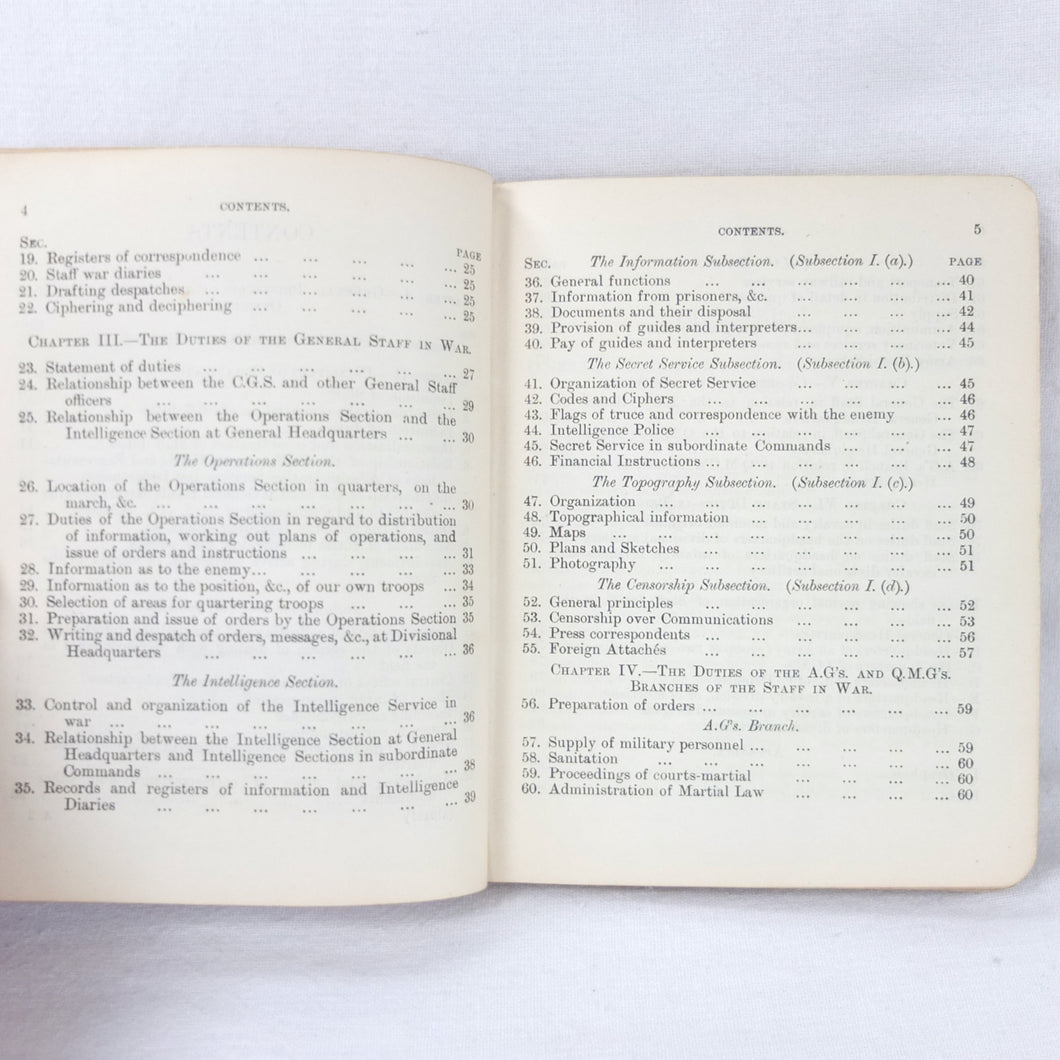 4 CONTENTS.
SEC. PAGE
19. Registers of correspondence ... ... ... ... ... 25
20. Staff war diaries ... ... ... ... ... ... 25
21. Drafting despatches ... ... ... ... ... ... 25
22. Ciphering and deciphering ... ... ... ... ... 25
CHAPTER III.—THE DUTIES OF THE GENERAL STAFF IN WAR.
23. Statement of duties ... ... ... ... ... ... 27
24. Relationship between the C.G.S. and other General Staff
officers ... ... ... ... ... ... ... 29
25. Relationship between the Operations Section and the
Intelligence Section at General Headquarters ... ... 30
The Operations Section.
26. Location of the Operations Section in quarters, on the
march, &c. ... ... ... ... ... ... ... 30
27. Duties of the Operations Section in regard to distribution
of information, working out plans of operations, and
issue of orders and instructions ... ... ... ... 31
28. Information as to the enemy... ... ... ... ... 33
29. Information as to the position, &c., of our own troops ... 34
30. Selection of areas for quartering troops ... ... ... 35
31. Preparation and issue of orders by the Operations Section 35
32. Writing and despatch of orders, messages, &c., at Divisional
Headquarters ... ... ... ... ... ... 36
The Intelligence Section.
33. Control and organization of the Intelligence Service in
war ... ... ... ... ... ... ... ... 36
34. Relationship between the Intelligence Section at General
Headquarters and Intelligence Sections in subordinate
Commands ... ... ... ... ... ... ... 38
35. Records and registers of information and Intelligence
Diaries ... ... ... ... ... ... ... 39
CONTENTS. 5
SEC. The Information Subsection. (Subsection I. (a).) PAGE
36. General functions ... ... ... ... ... ... 40
37. Information from prisoners, &c. ... ... ... ... 41
38. Documents and their disposal ... ... ... ... 42
39. Provision of guides and interpreters... ... ... ... 44
40. Pay of guides and interpreters ... ... ... ... 45
The Secret Service Subsection. (Subsection I. (b).)
41. Organization of Secret Service ... ... ... ... 45
42. Codes and Ciphers ... ... ... ... ... ... 46
43. Flags of truce and correspondence with the enemy ... 46
44. Intelligence Police ... ... ... ... ... ... 47
45. Secret Service in subordinate Commands ... ... ... 47
46. Financial Instructions ... ... ... ... ... ... 48
The Topography Subsection. (Subsection I. (c).)
47. Organization ... ... ... ... ... ... ... 49
48. Topographical information ... ... ... ... ... 50
49. Maps ... ... ... ... ... ... ... ... 50
50. Plans and Sketches ... ... ... ... ... ... 51
51. Photography ... ... ... ... ... ... ... 51
The Censorship Subsection. (Subsection I. (d).)
52. General principles ... ... ... ... ... ... 52
53. Censorship over Communications ... ... ... ... 53
54. Press correspondents ... ... ... ... ... ... 56
55. Foreign Attachés ... ... ... ... ... ... 57
CHAPTER IV.—THE DUTIES OF THE A.G's. AND Q.M.G's.
BRANCHES OF THE STAFF IN WAR.
56. Preparation of orders ... ... ... ... ... ... 59
A.G's. Branch.
57. Supply of military personnel ... ... ... ... ... 59
58. Sanitation ... ... ... ... ... ... ... 60
59. Proceedings of courts-martial ... ... ... ... 60
60. Administration of Martial Law ... ... ... ... 60